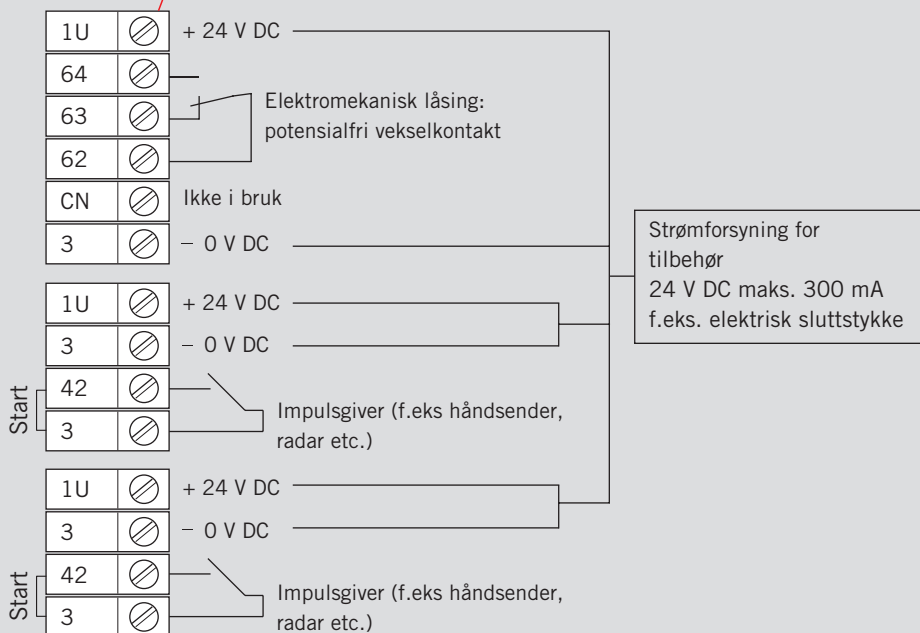 1U + 24 V DC
64
63
Elektromekanisk låsing:
potensialfri vekselkontakt
62
CN Ikke i bruk
3 – 0 V DC
Strømforsyning for
tilbehør
24 V DC maks. 300 mA
f.eks. elektrisk sluttstykke
1U + 24 V DC
3 – 0 V DC
Start
42
3
Impulsgiver (f.eks håndsender,
radar etc.)
1U + 24 V DC
3 – 0 V DC
Start
42
3
Impulsgiver (f.eks håndsender,
radar etc.)